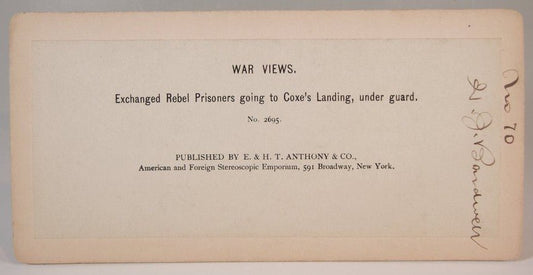 WAR VIEWS.
Exchanged Rebel Prisoners going to Coxe's Landing, under guard.
No. 2695.
PUBLISHED BY E. & H. T. ANTHONY & CO.,
American and Foreign Stereoscopic Emporium, 591 Broadway, New York.
No 70
Bardwell